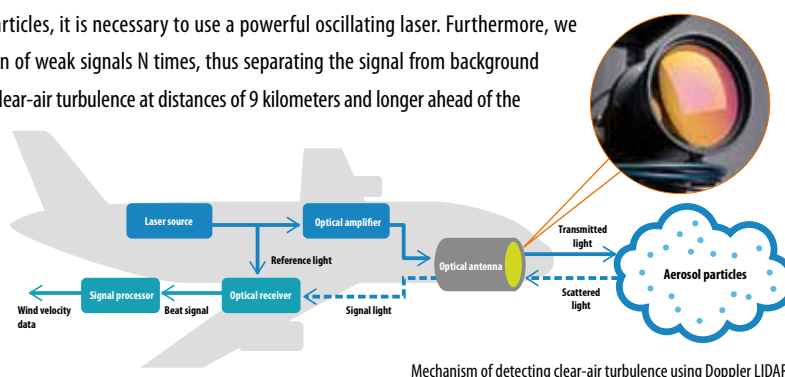 articles, it is necessary to use a powerful oscillating laser. Furthermore, we
n of weak signals N times, thus separating the signal from background
lear-air turbulence at distances of 9 kilometers and longer ahead of the
Laser source
Optical amplifier
Transmitted
light
Reference light
Optical antenna
Aerosol particles
Signal processor
Optical receiver
Scattered
light
Wind velocity
data
Beat signal
Signal light
Mechanism of detecting clear-air turbulence using Doppler LIDAR